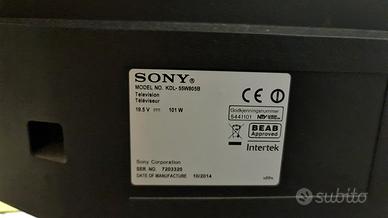 SONY®
MODEL NO. KDL-55W805B
Television
Téléviseur
19.5 V 101 W
Godkjenningsnummer
5441101
BEAB
Approved
Intertek
Sony Corporation
SER NO. 7203320
DATE OF MANUFACTURE 10/2014
subito